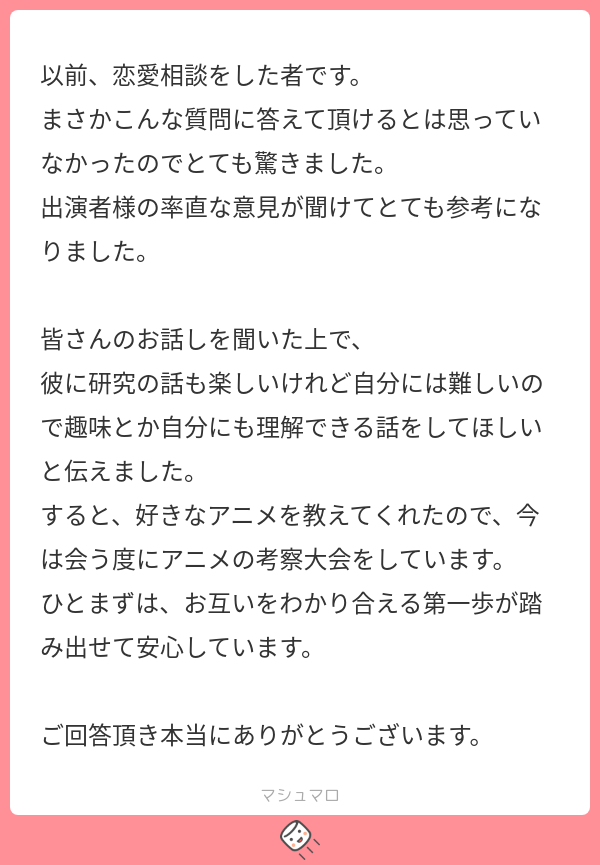 以前、恋愛相談をした者です。
まさかこんな質問に答えて頂けるとは思ってい
なかったのでとても驚きました。
出演者様の率直な意見が聞けてとても参考にな
りました。
皆さんのお話しを聞いた上で、
彼に研究の話も楽しいけれど自分には難しいの
で趣味とか自分にも理解できる話をしてほしい
と伝えました。
すると、好きなアニメを教えてくれたので、今
は会う度にアニメの考察大会をしています。
ひとまずは、お互いをわかり合える第一歩が踏
み出せて安心しています。
ご回答頂き本当にありがとうございます。
マシュマロ